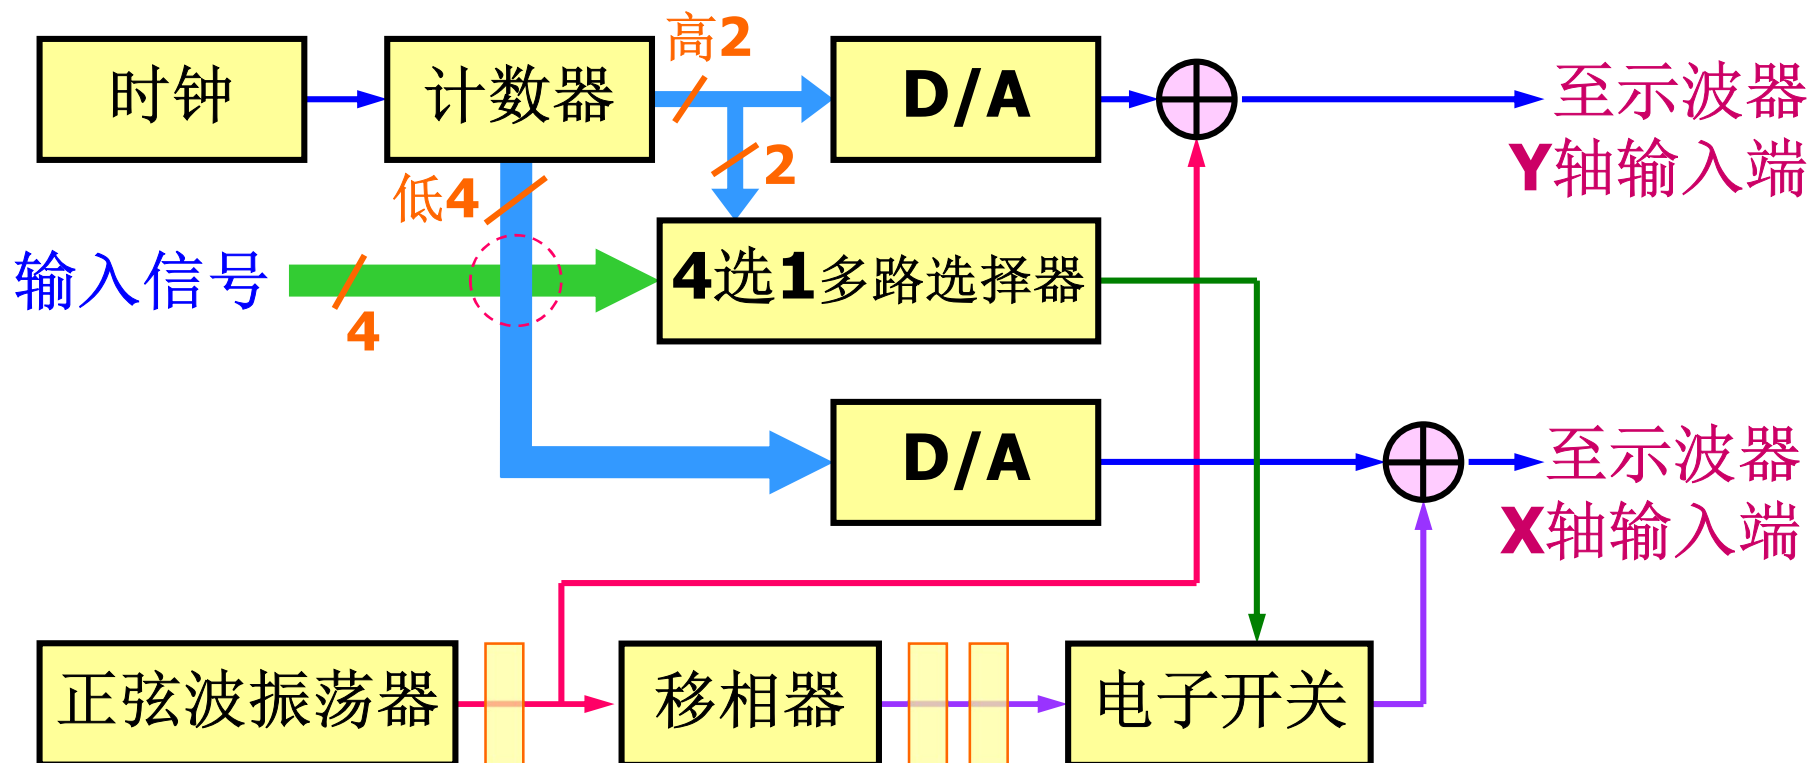 高2
时钟
计数器
D/A
至示波器
Y轴输入端
2
低4
输入信号
4
4选1多路选择器
D/A
至示波器
X轴输入端
正弦波振荡器
移相器
电子开关